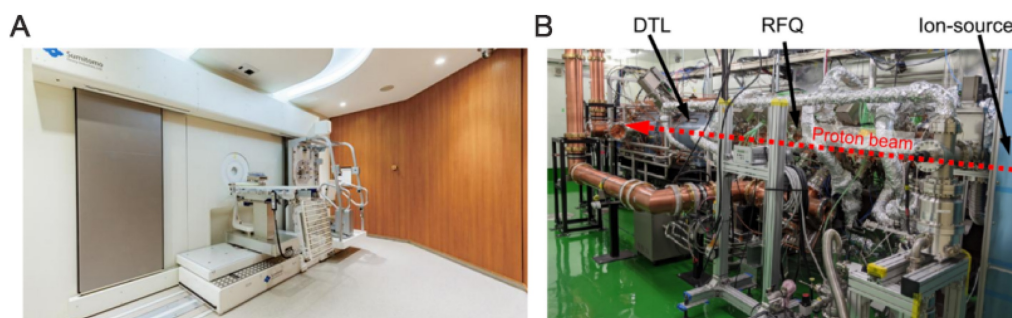 A
B
DTL
RFQ
Ion-source
Sumitomo
Proton beam